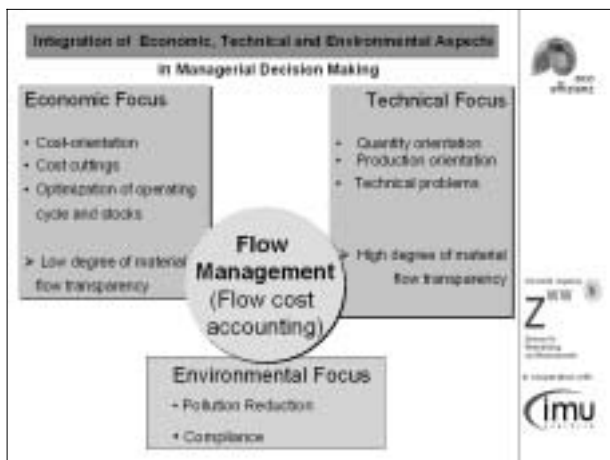 Integration of Economic, Technical and Environmental Aspects
in Managerial Decision Making
Economic Focus
• Cost-orientation
• Cost cuttings
• Optimization of operating
cycle and stocks
➤ Low degree of material
flow transparency
Technical Focus
• Quantity orientation
• Production orientation
• Technical problems
➤ High degree of material
flow transparency
Flow
Management
(Flow cost
accounting)
Environmental Focus
• Pollution Reduction
• Compliance
eco
efficient
Z
imu